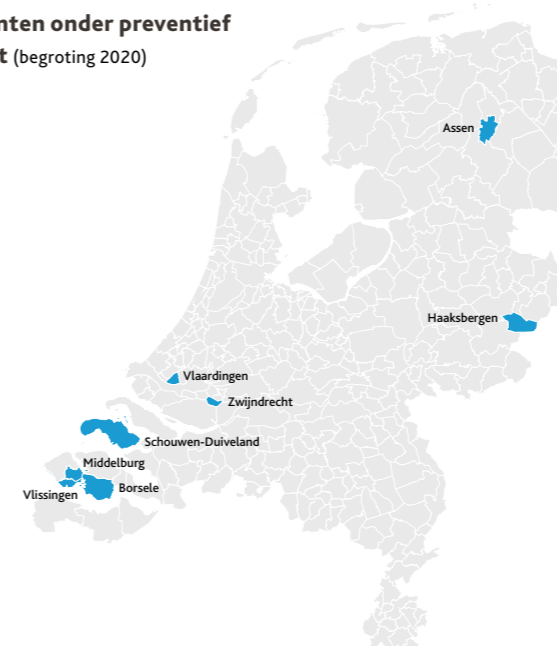 nten onder preventief
t (begroting 2020)
Assen
Haaksbergen
Vlaardingen
Zwijndrecht
Schouwen-Duiveland
Middelburg
Borsele
Vlissingen